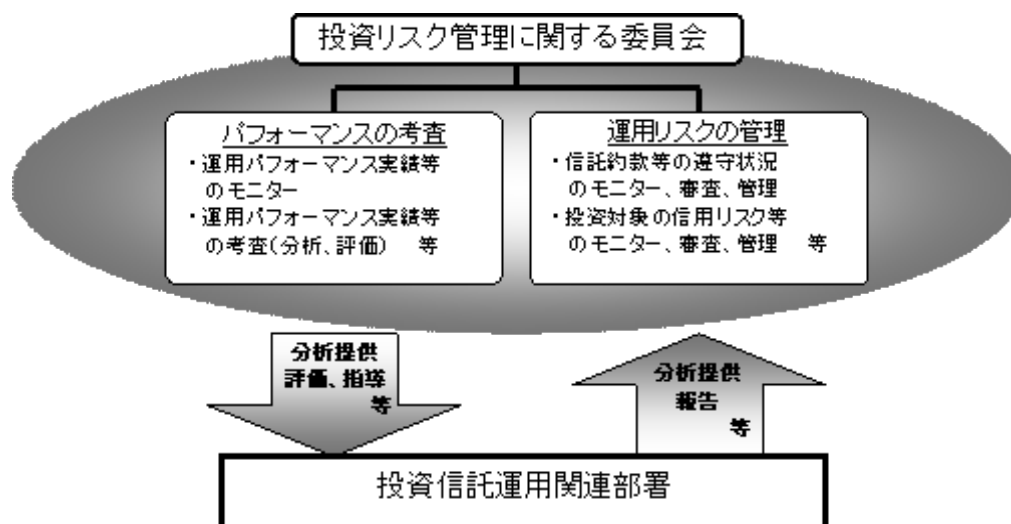 投資リスク管理に関する委員会
パフォーマンスの考査
・運用パフォーマンス実績等
のモニター
・運用パフォーマンス実績等
の考査(分析、評価) 等
運用リスクの管理
・信託約款等の遵守状況
のモニター、審査、管理
・投資対象の信用リスク等
のモニター、審査、管理 等
分析提供
評価、指導
等
分析提供
報告
等
投資信託運用関連部署